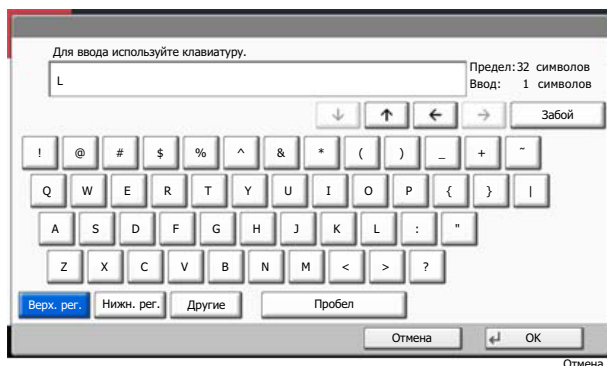 Для ввода используйте клавиатуру.
L
Предел:32 символов
Ввод: 1 символов
↓ ↑ ← → Забой
! @ # $ % ^ & * ( ) _ + ~
Q W E R T Y U I O P { } |
A S D F G H J K L : "
Z X C V B N M < > ?
Верх. рег. Нижн. рег. Другие Пробел
Отмена ↵ OK
Отмена